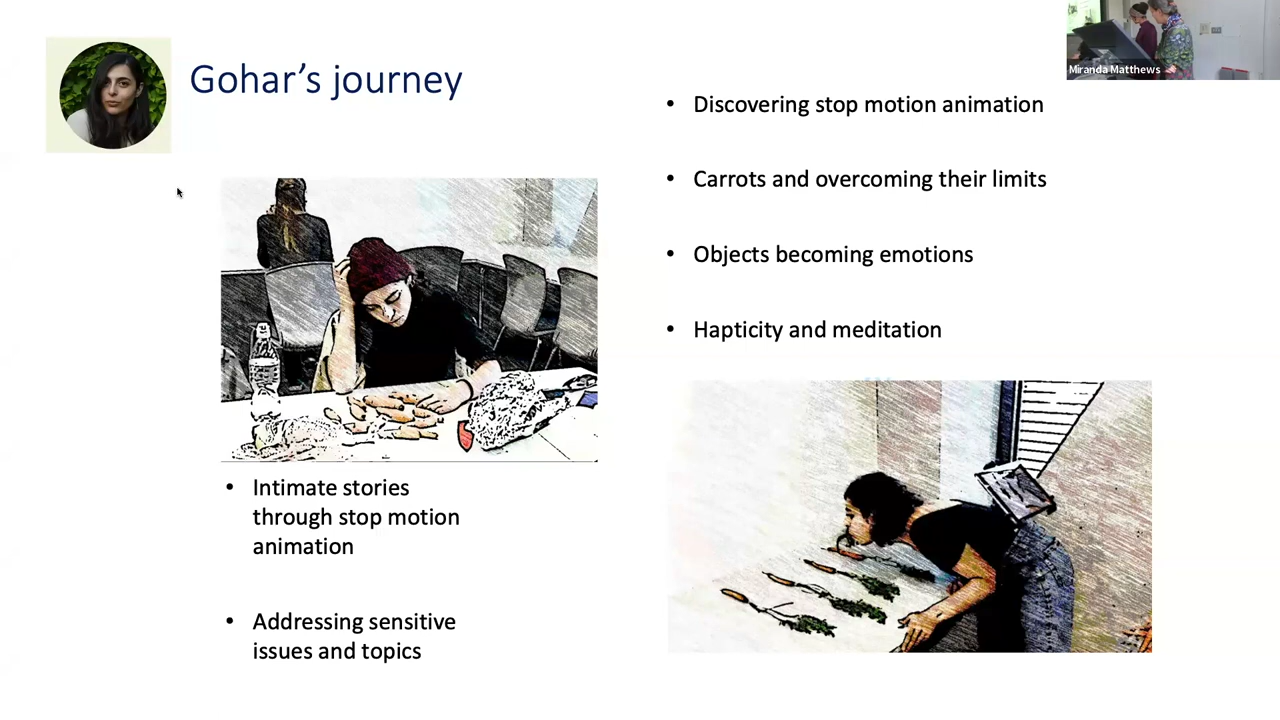 Gohar's journey
Miranda Matthews
• Discovering stop motion animation
• Carrots and overcoming their limits
• Objects becoming emotions
• Hapticity and meditation
• Intimate stories
through stop motion
animation
• Addressing sensitive
issues and topics